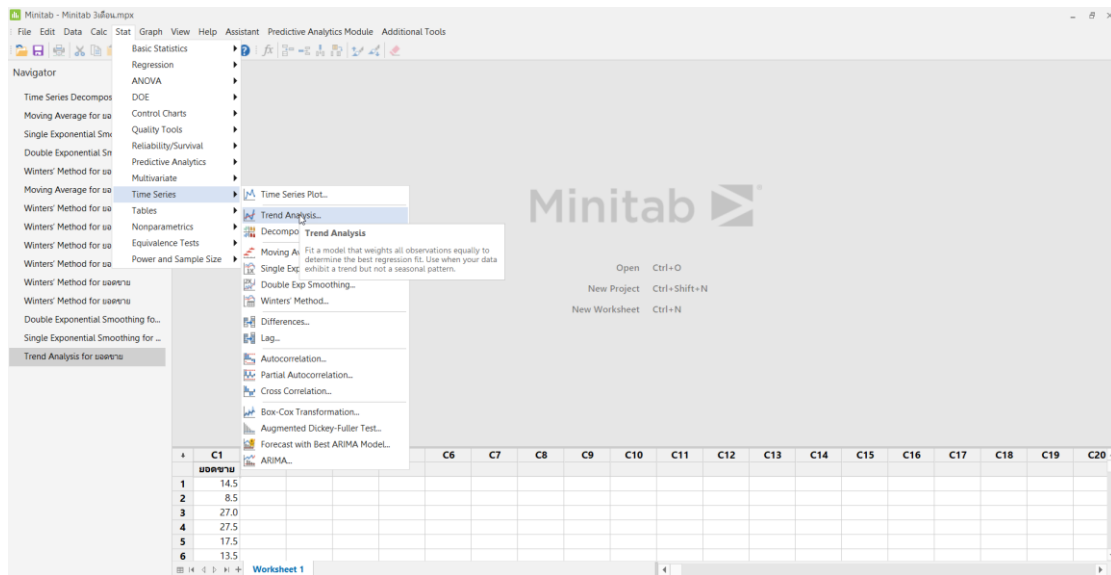 Minitab - Minitab 3เดือน.mpx
File Edit Data Calc Stat Graph View Help Assistant Predictive Analytics Module Additional Tools
Navigator
Time Series Decompos
Moving Average for ยอ
Single Exponential Smo
Double Exponential Sm
Winters' Method for ยอ
Moving Average for ยอ
Winters' Method for ยอ
Winters' Method for ยอ
Winters' Method for ยอ
Winters' Method for ยอ
Winters' Method for ยอดขาย
Winters' Method for ยอดขาย
Double Exponential Smoothing fo...
Single Exponential Smoothing for ...
Trend Analysis for ยอดขาย
Basic Statistics
Regression
ANOVA
DOE
Control Charts
Quality Tools
Reliability/Survival
Predictive Analytics
Multivariate
Time Series
Tables
Nonparametrics
Equivalence Tests
Power and Sample Size
Time Series Plot...
Trend Analysis...
Decompo
Moving Av
Single Exp
Double Exp Smoothing...
Winters' Method...
Differences...
Lag...
Autocorrelation...
Partial Autocorrelation...
Cross Correlation...
Box-Cox Transformation...
Augmented Dickey-Fuller Test...
Forecast with Best ARIMA Model...
ARIMA...
Trend Analysis
Fit a model that weights all observations equally to
determine the best regression fit. Use when your data
exhibit a trend but not a seasonal pattern.
Minitab
Open Ctrl+O
New Project Ctrl+Shift+N
New Worksheet Ctrl+N
C1 C6 C7 C8 C9 C10 C11 C12 C13 C14 C15 C16 C17 C18 C19 C20
ยอดขาย
1 14.5
2 8.5
3 27.0
4 27.5
5 17.5
6 13.5
Worksheet 1